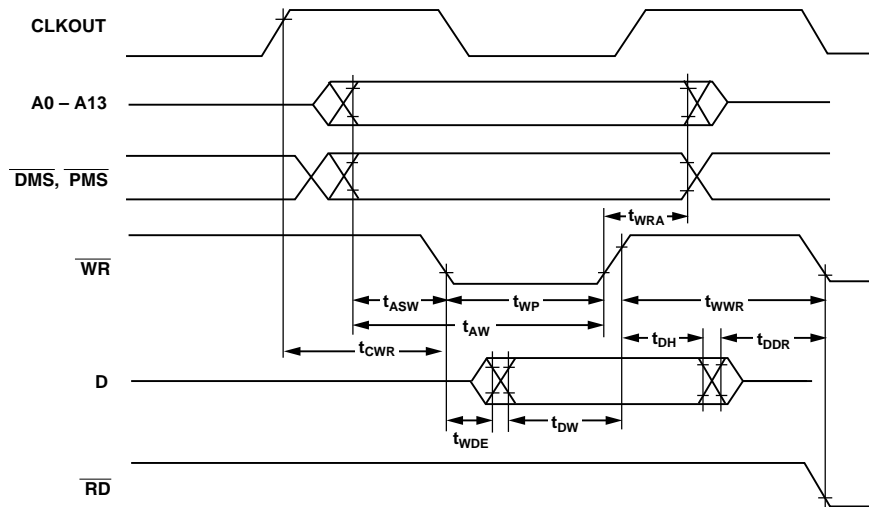 CLKOUT
A0 – A13
DMS, PMS
tWRA
WR
tASW
tWP
tWWR
tAW
tCWR
tDH
tDDR
D
tWDE
tDW
RD